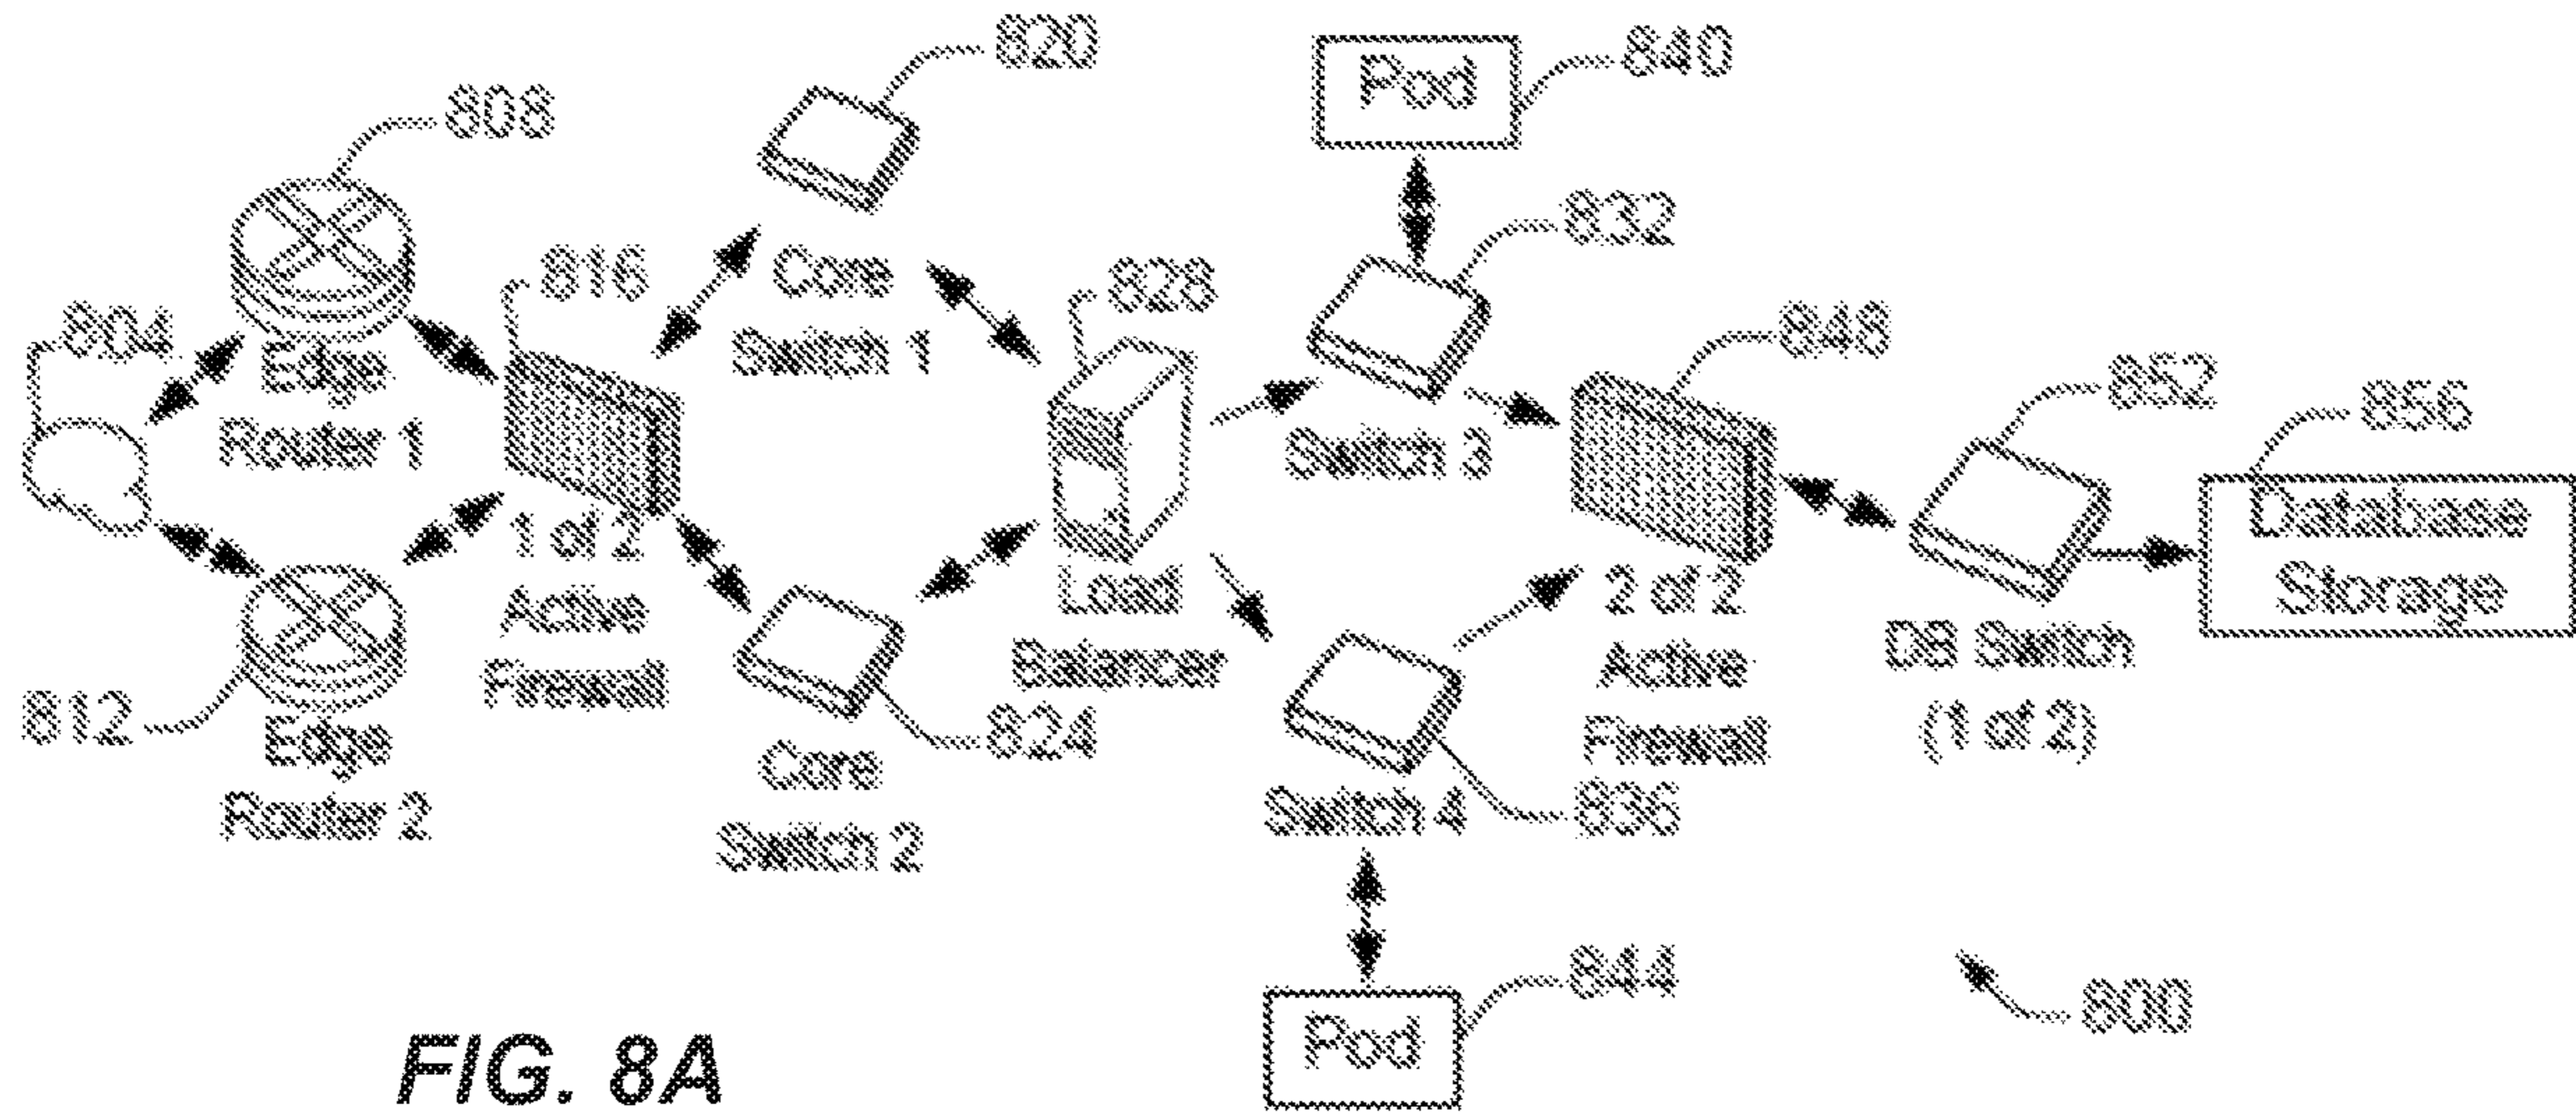 820
Pod
840
808
832
816
Core
Switch 1
828
804
848
Edge
Router 1
852
856
Switch 3
Database
Storage
1 of 2
Active
Firewall
Load
Balancer
2 of 2
Active
Firewall
DB Switch
(1 of 2)
812
Edge
Router 2
824
Core
Switch 2
Switch 4
836
844
Pod
800
FIG. 8A